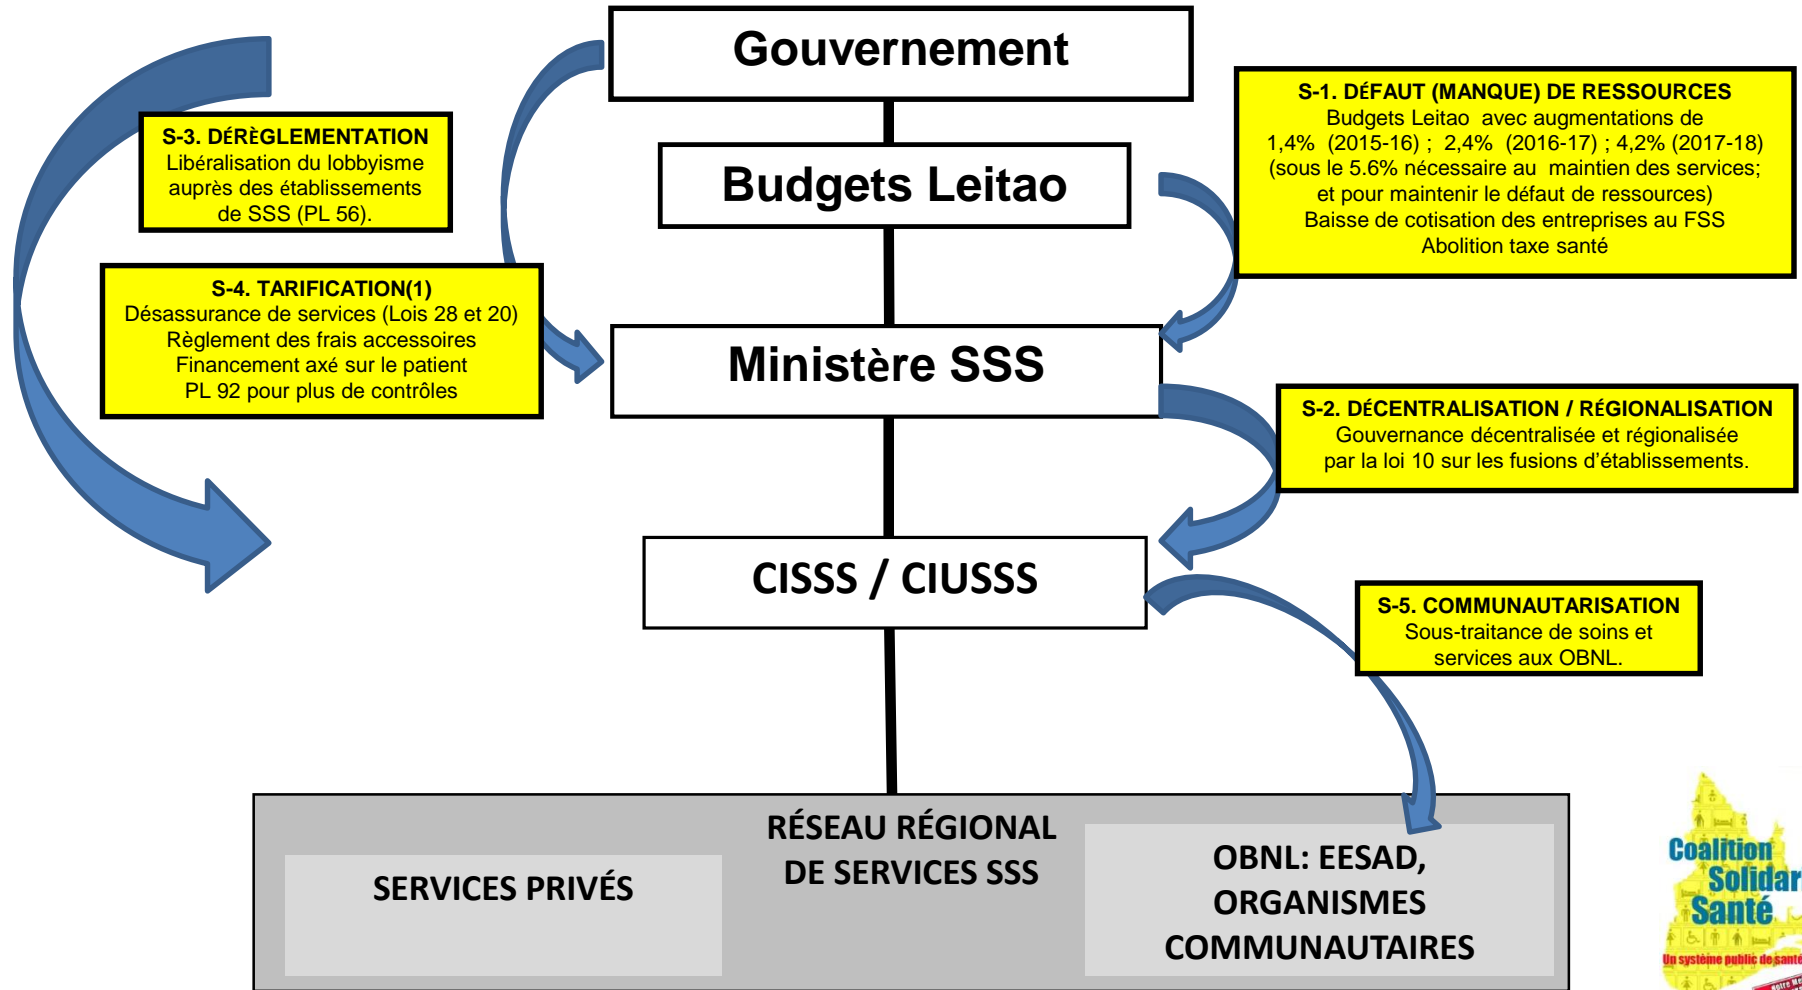 Gouvernement
S-1. DÉFAUT (MANQUE) DE RESSOURCES
Budgets Leitao avec augmentations de
1,4% (2015-16) ; 2,4% (2016-17) ; 4,2% (2017-18)
(sous le 5.6% nécessaire au maintien des services;
et pour maintenir le défaut de ressources)
Baisse de cotisation des entreprises au FSS
Abolition taxe santé
S-3. DÉRÈGLEMENTATION
Libéralisation du lobbyisme
auprès des établissements
de SSS (PL 56).
Budgets Leitao
S-4. TARIFICATION(1)
Désassurance de services (Lois 28 et 20)
Règlement des frais accessoires
Financement axé sur le patient
PL 92 pour plus de contrôles
Ministère SSS
S-2. DÉCENTRALISATION / RÉGIONALISATION
Gouvernance décentralisée et régionalisée
par la loi 10 sur les fusions d’établissements.
CISSS / CIUSSS
S-5. COMMUNAUTARISATION
Sous-traitance de soins et
services aux OBNL.
RÉSEAU RÉGIONAL
DE SERVICES SSS
SERVICES PRIVÉS
OBNL: EESAD,
ORGANISMES
COMMUNAUTAIRES
Coalition
Solidar
Santé
Un système public de santé